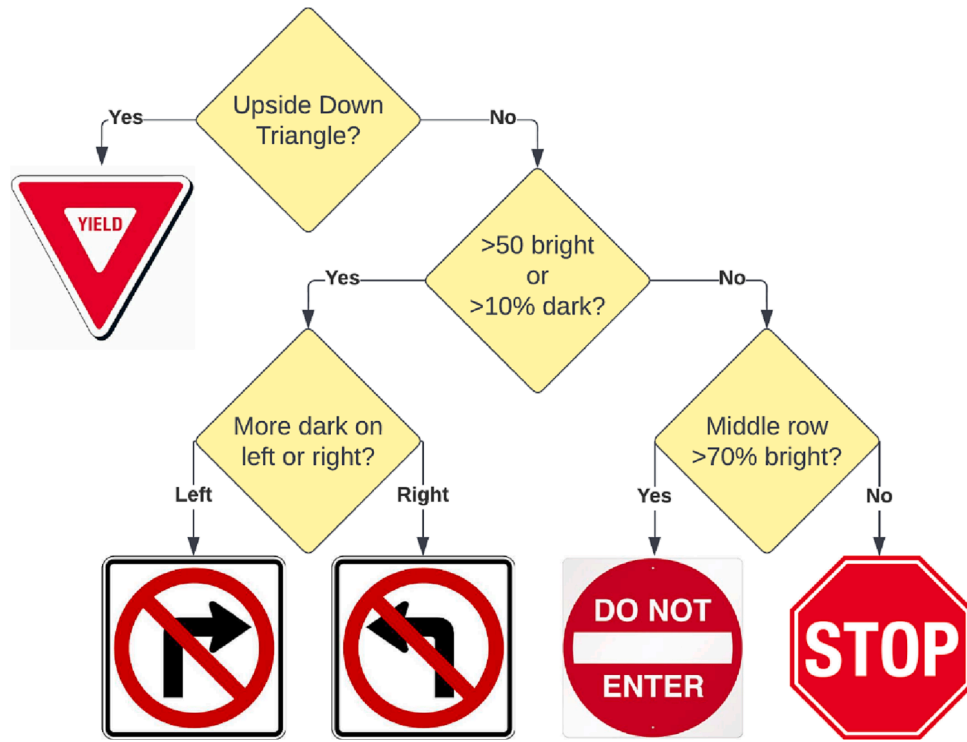 Upside Down
Triangle?
Yes
No
YIELD
>50 bright
or
>10% dark?
Yes
No
More dark on
left or right?
Middle row
>70% bright?
Left
Right
Yes
No
DO NOT
ENTER
STOP